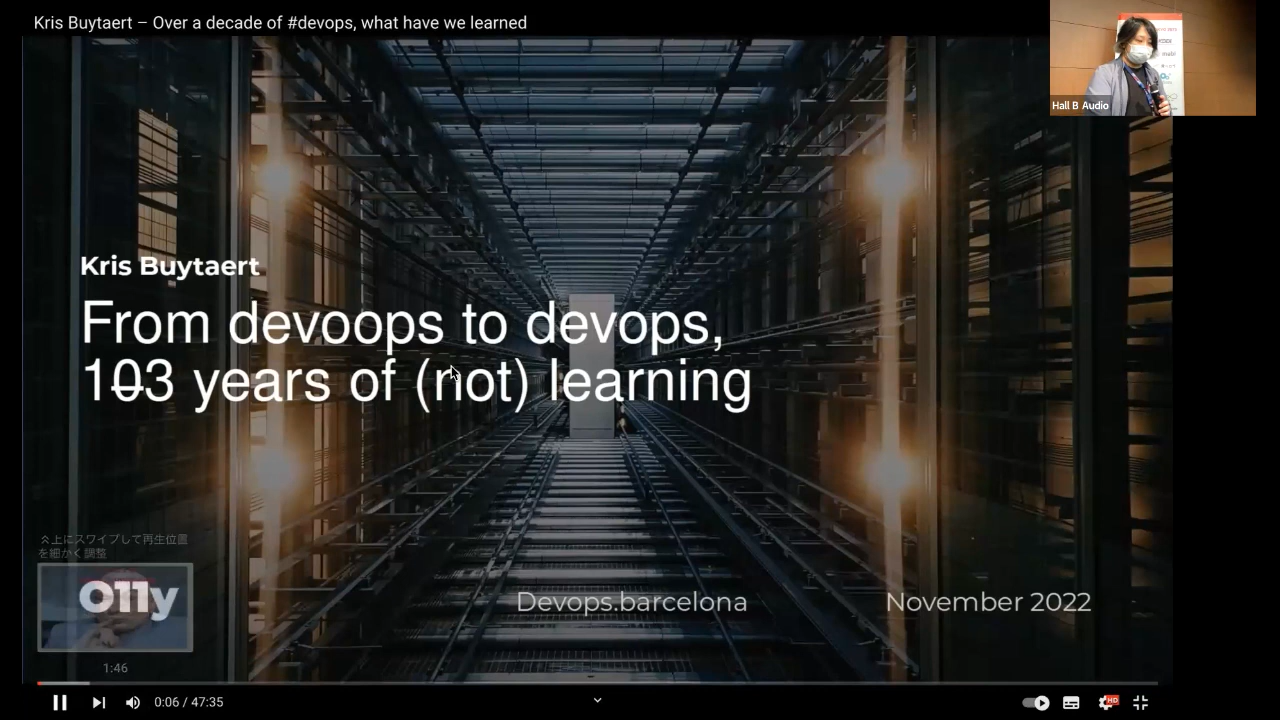 Kris Buytaert – Over a decade of #devops, what have we learned
Hall B Audio
Kris Buytaert
From devoops to devops,
103 years of (not) learning
上にスワイプして再生位置
を細かく調整
O11y
Devops.barcelona
November 2022
1:46
0:06 / 47:35
HD